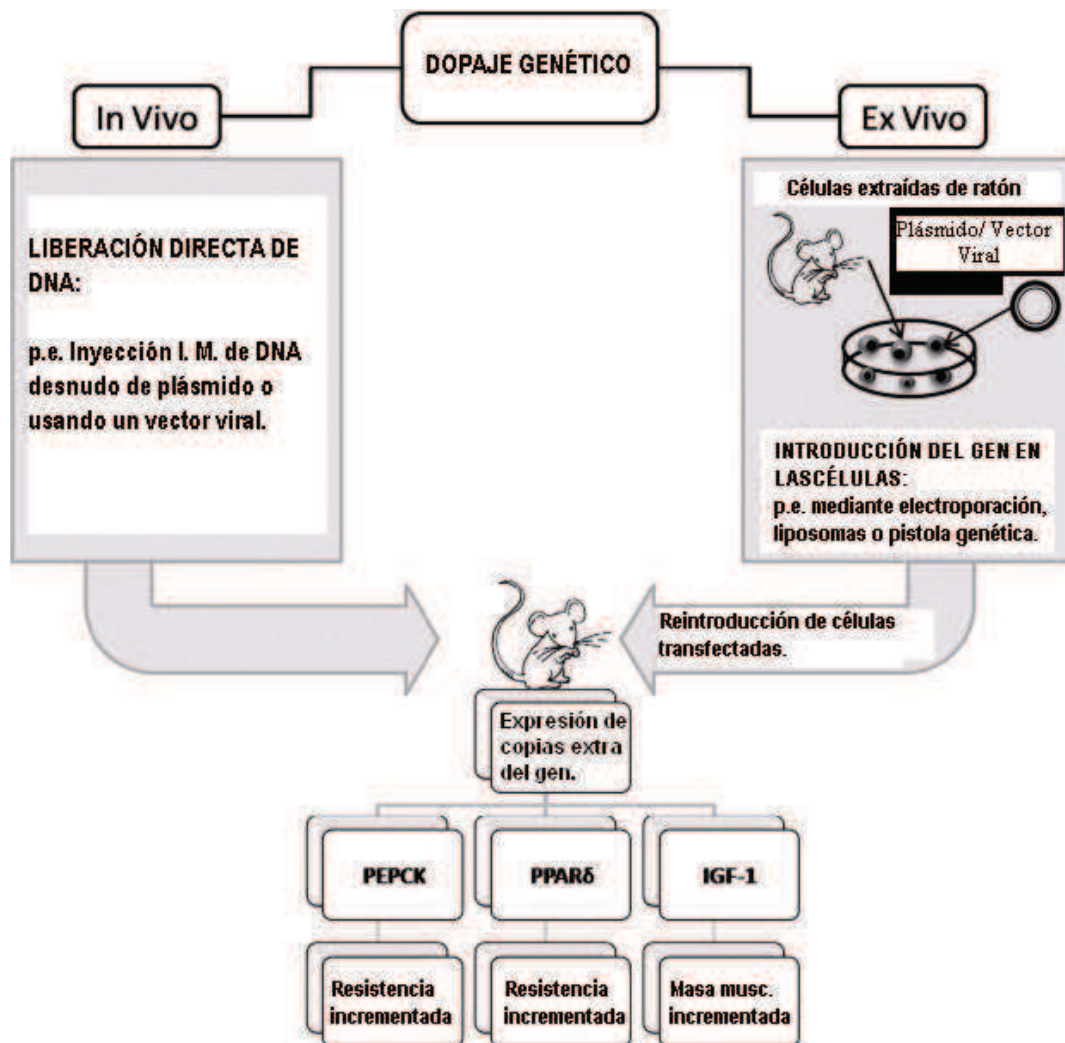 DOPAJE GENÉTICO
In Vivo
Ex Vivo
LIBERACIÓN DIRECTA DE
DNA:
p.e. Inyección I. M. de DNA
desnudo de plásmido o
usando un vector viral.
Células extraídas de ratón
Plásmido/ Vector
Viral
INTRODUCCIÓN DEL GEN EN
LASCÉLULAS:
p.e. mediante electroporación,
liposomas o pistola genética.
Reintroducción de células
transfectadas.
Expresión de
copias extra
del gen.
PEPCK
PPARδ
IGF-1
Resistencia
incrementada
Resistencia
incrementada
Masa musc.
incrementada